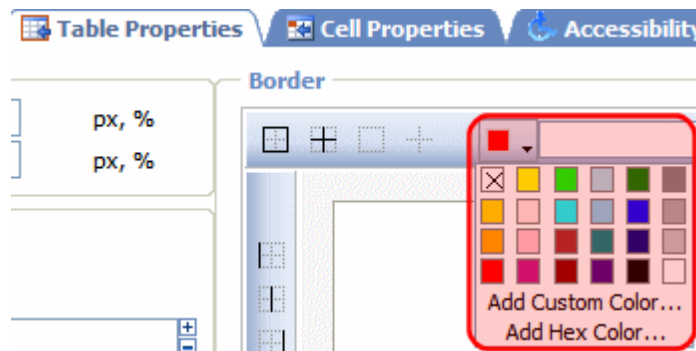 Table Properties
Cell Properties
Accessibility
Border
px, %
px, %
Add Custom Color...
Add Hex Color...